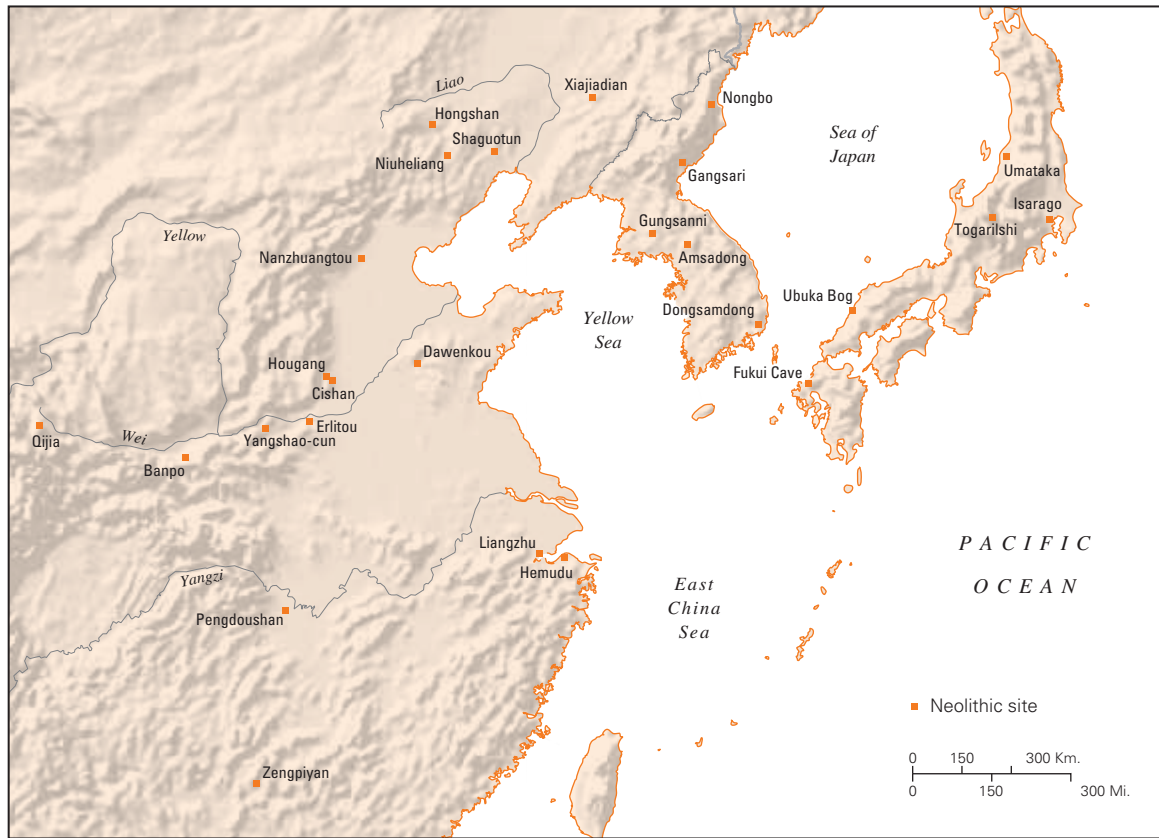 Liao
Xiajiadian
Nongbo
Hongshan
Shaguotun
Niuheliang
Sea of
Japan
Umataka
Gangsari
Isarago
Togarilshi
Yellow
Gungsanni
Amsadong
Nanzhuangtou
Ubuka Bog
Dongsamdong
Yellow
Sea
Dawenkou
Hougang
Cishan
Fukui Cave
Erlitou
Yangshao-cun
Wei
Qijia
Banpo
Liangzhu
Hemudu
PACIFIC
OCEAN
Yangzi
East
China
Sea
Pengdoushan
Neolithic site
0 150 300 Km.
0 150 300 Mi.
Zengpiyan